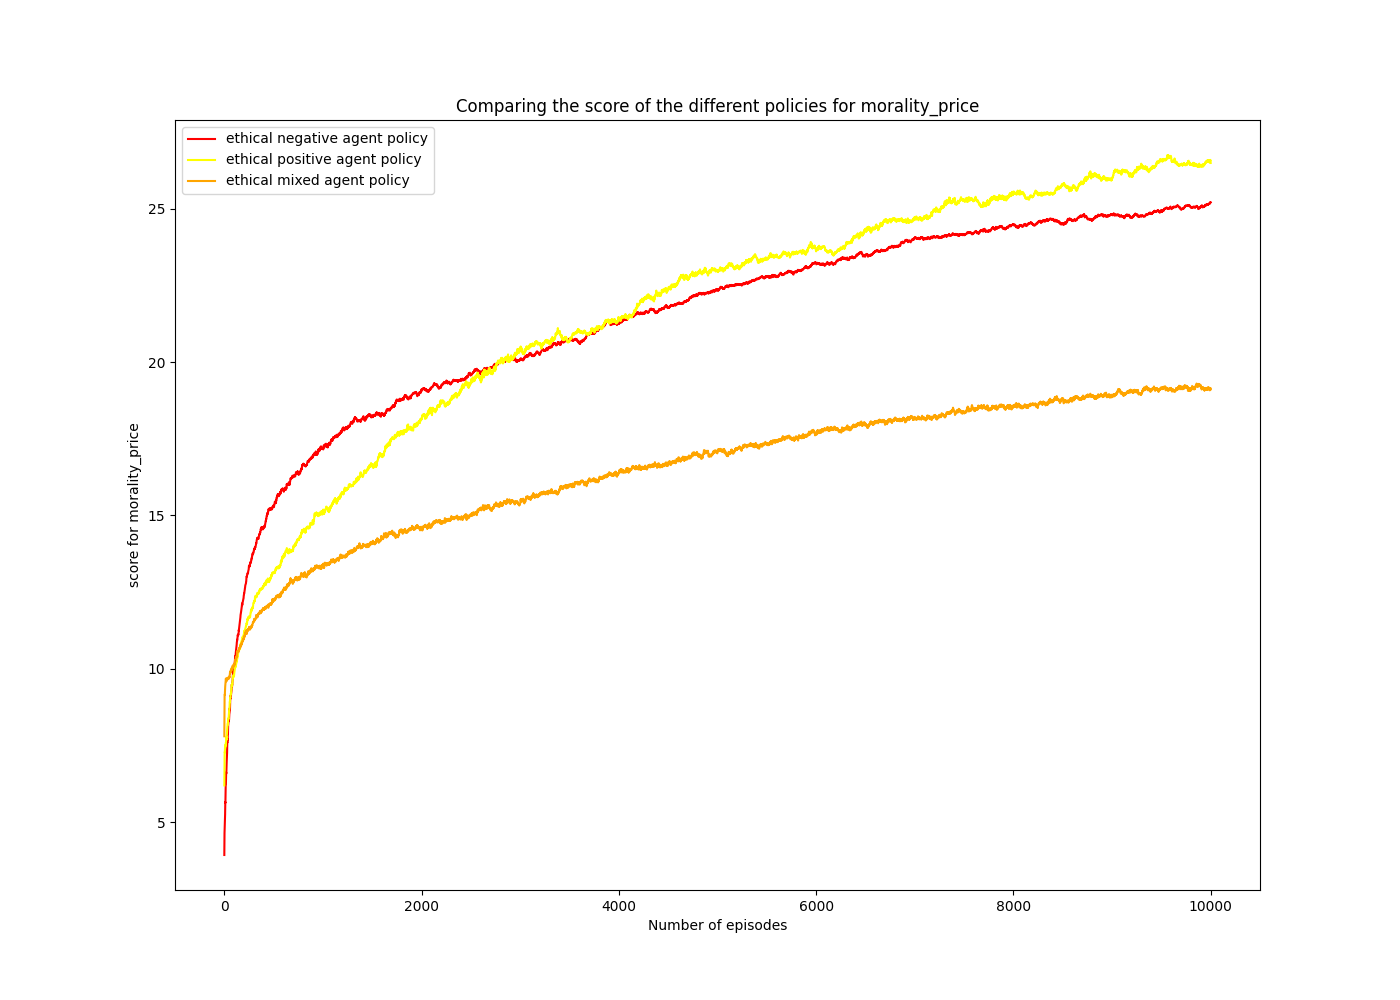 Comparing the score of the different policies for morality_price
ethical negative agent policy
ethical positive agent policy
ethical mixed agent policy
25
20
15
10
5
score for morality_price
0 2000 4000 6000 8000 10000
Number of episodes